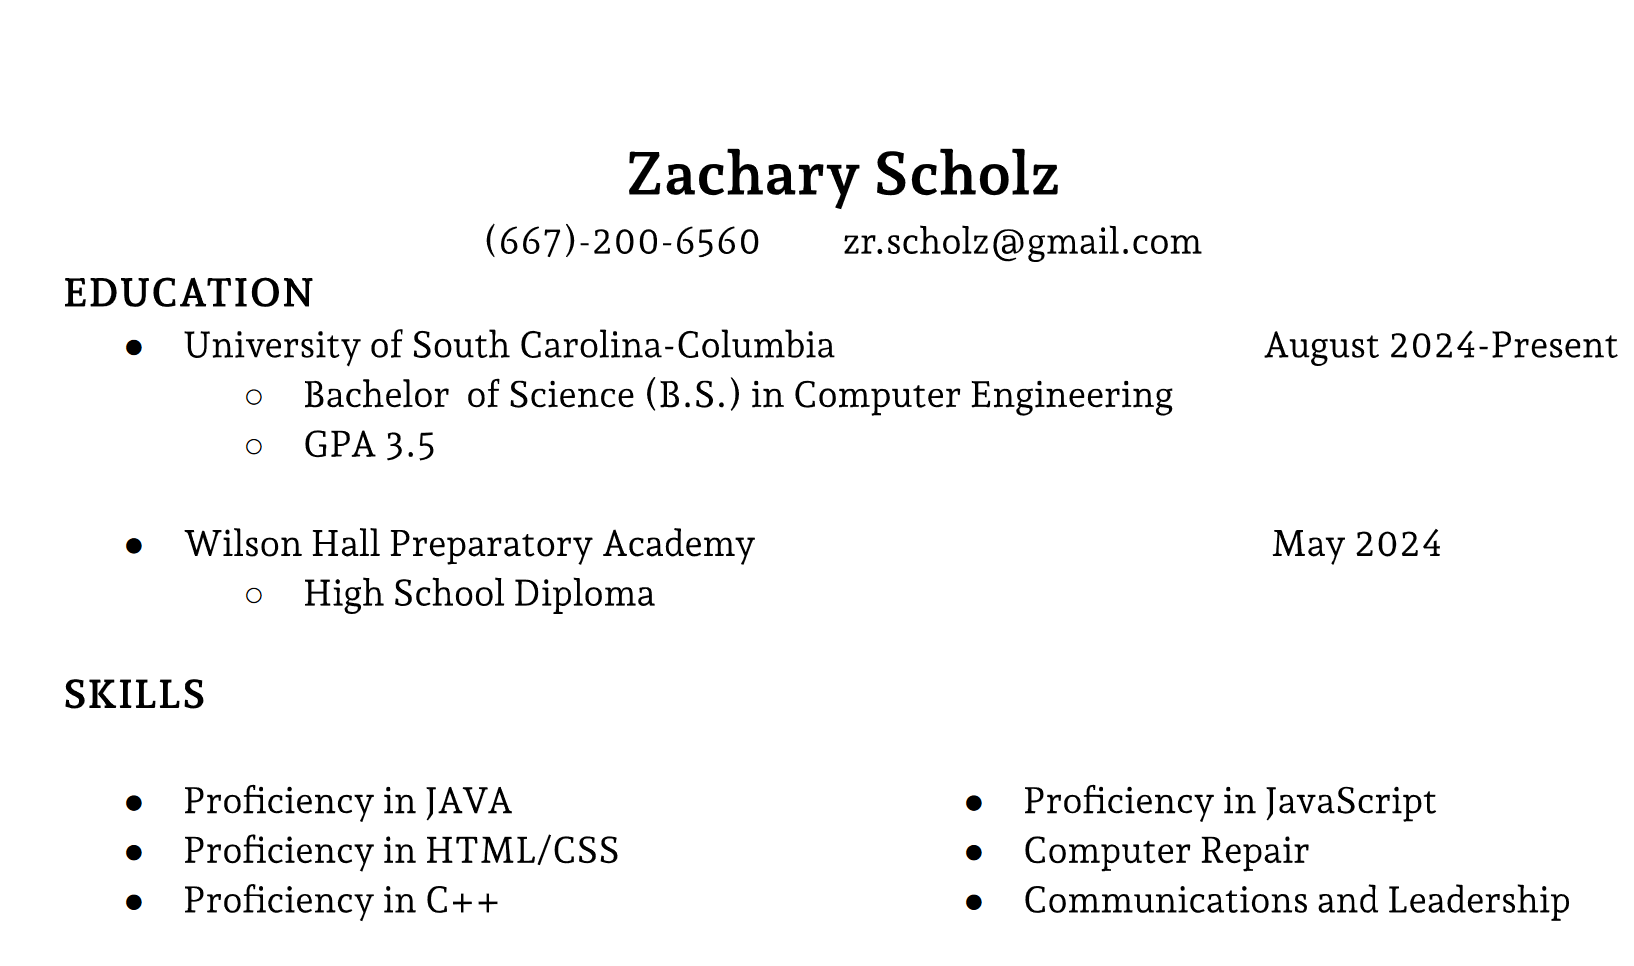 Zachary Scholz
(667)-200-6560 zr.scholz@gmail.com
EDUCATION
● University of South Carolina-Columbia August 2024-Present
○ Bachelor  of Science (B.S.) in Computer Engineering
○ GPA 3.5
● Wilson Hall Preparatory Academy May 2024
○ High School Diploma
SKILLS
● Proficiency in JAVA
● Proficiency in HTML/CSS
● Proficiency in C++
● Proficiency in JavaScript
● Computer Repair
● Communications and Leadership